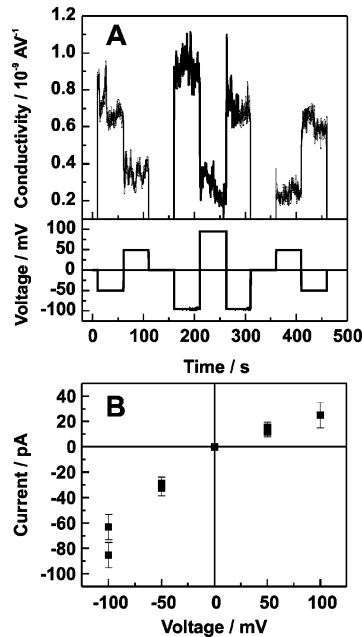 A
Conductivity / 10⁻⁹ AV⁻¹
1.2
1.0
0.8
0.6
0.4
0.2
Voltage / mV
100
50
0
-50
-100
0 100 200 300 400 500
Time / s
B
Current / pA
40
20
0
-20
-40
-60
-80
-100
-100 -50 0 50 100
Voltage / mV